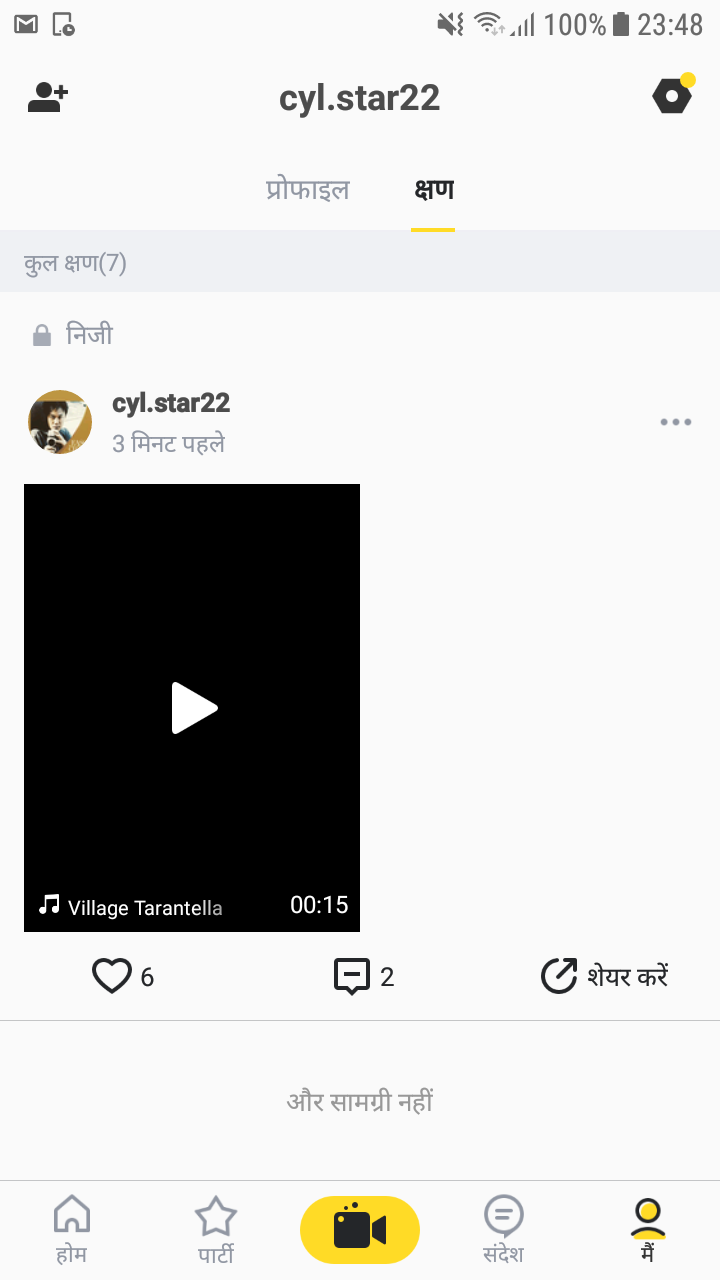 100% 23:48
cyl.star22
प्रोफाइल क्षण
कुल क्षण(7)
निजी
cyl.star22
3 मिनट पहले
Village Tarantella 00:15
6 2 शेयर करें
और सामग्री नहीं
होम पार्टी संदेश मैं